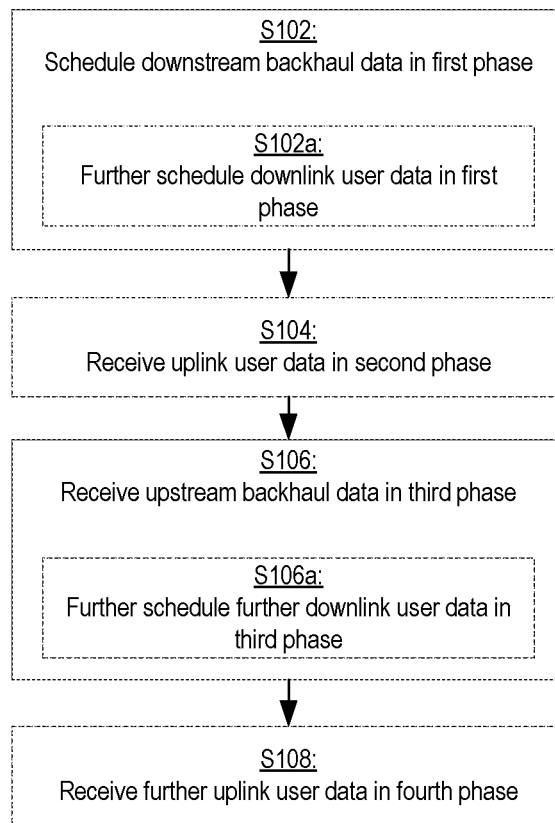 S102:
Schedule downstream backhaul data in first phase
S102a:
Further schedule downlink user data in first
phase
S104:
Receive uplink user data in second phase
S106:
Receive upstream backhaul data in third phase
S106a:
Further schedule further downlink user data in
third phase
S108:
Receive further uplink user data in fourth phase